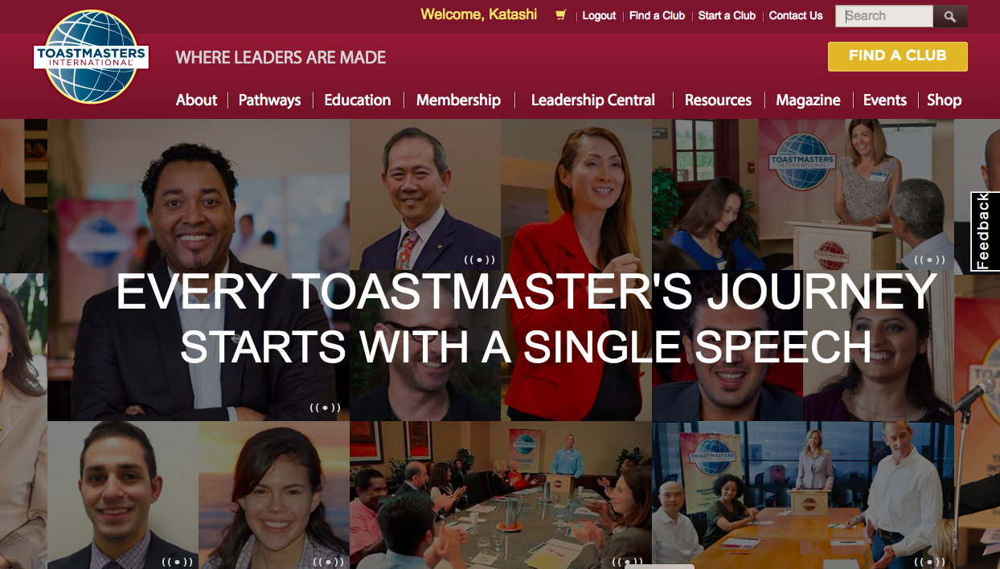 Welcome, Katashi
Logout
Find a Club
Start a Club
Contact Us
Search
TOASTMASTERS
INTERNATIONAL
WHERE LEADERS ARE MADE
FIND A CLUB
About
Pathways
Education
Membership
Leadership Central
Resources
Magazine
Events
Shop
TOASTMASTERS
INTERNATIONAL
TOASTMASTERS
Feedback
EVERY TOASTMASTER'S JOURNEY
STARTS WITH A SINGLE SPEECH
TOASTMASTERS